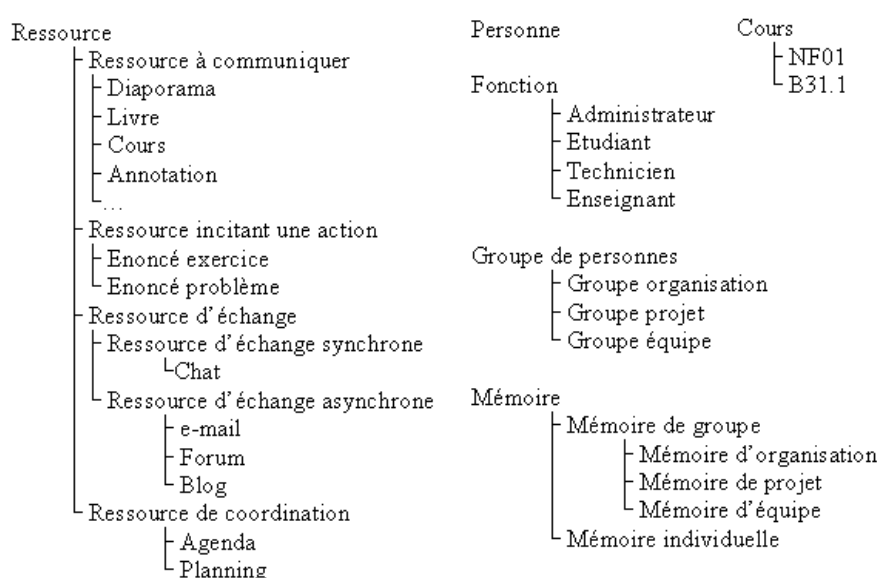 Ressource
Ressource à communiquer
Diaporama
Livre
Cours
Annotation
...
Ressource incitant une action
Enoncé exercice
Enoncé problème
Ressource d'échange
Ressource d'échange synchrone
Chat
Ressource d'échange asynchrone
e-mail
Forum
Blog
Ressource de coordination
Agenda
Planning
Personne
Fonction
Administrateur
Etudiant
Technicien
Enseignant
Groupe de personnes
Groupe organisation
Groupe projet
Groupe équipe
Mémoire
Mémoire de groupe
Mémoire d'organisation
Mémoire de projet
Mémoire d'équipe
Mémoire individuelle
Cours
NF01
B31.1